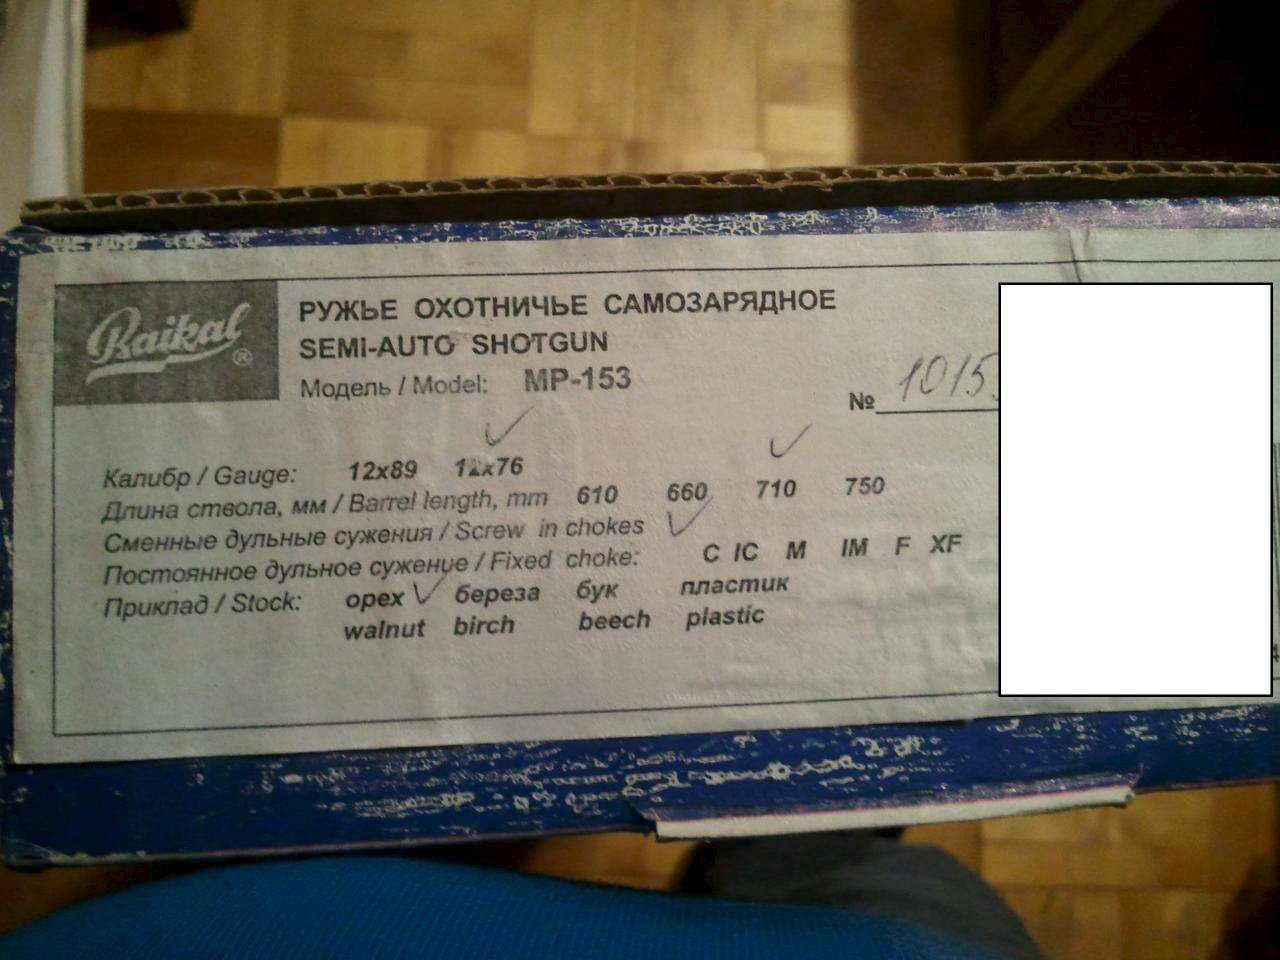 Baikal ®
РУЖЬЕ ОХОТНИЧЬЕ САМОЗАРЯДНОЕ
SEMI-AUTO SHOTGUN
Модель / Model: МР-153
№ 1015
Калибр / Gauge: 12x89 12x76
Длина ствола, мм / Barrel length, mm 610 660 710 750
Сменные дульные сужения / Screw in chokes
Постоянное дульное сужение / Fixed choke: C IC M IM F XF
Приклад / Stock: орех береза бук пластик
walnut birch beech plastic